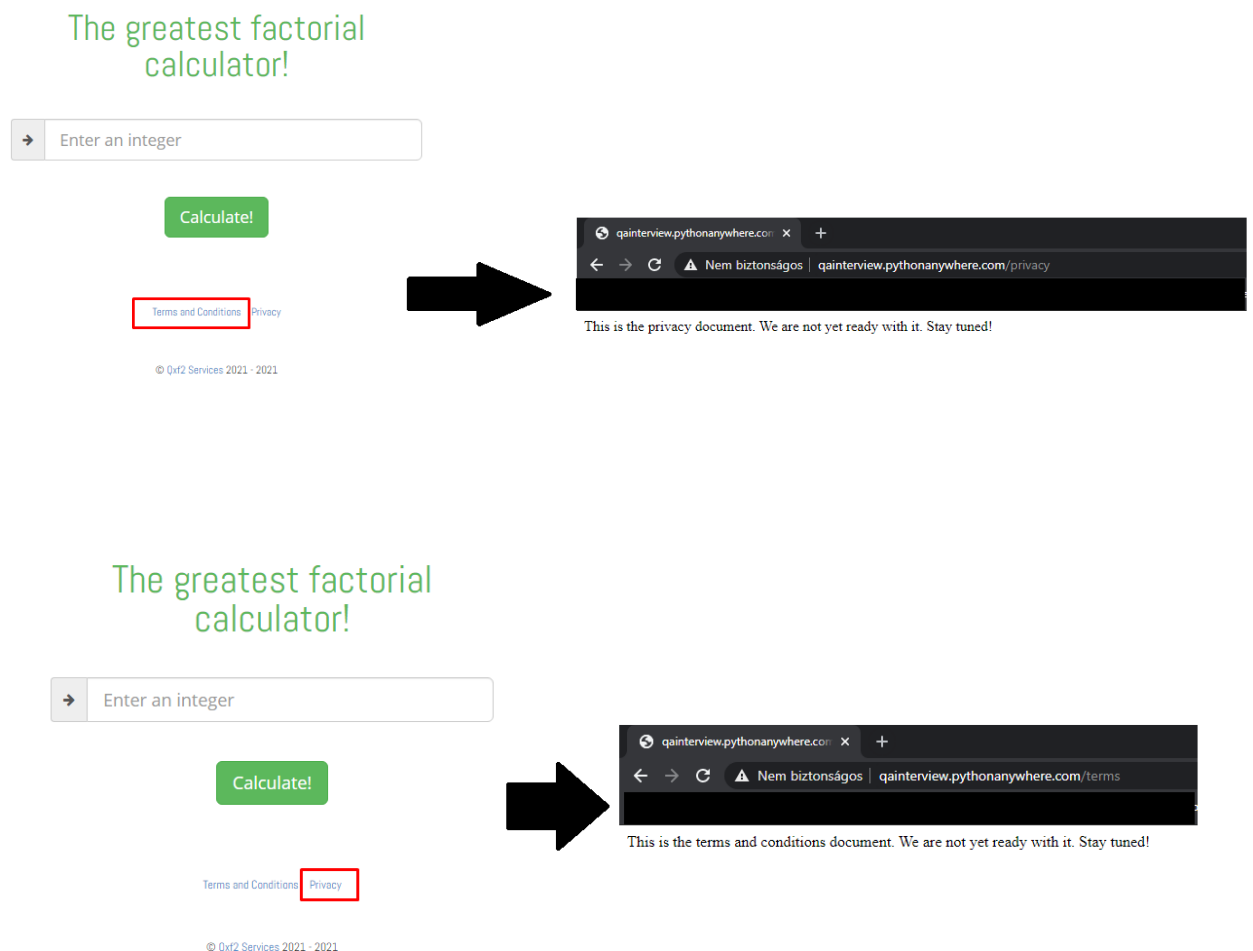 The greatest factorial
calculator!
Enter an integer
Calculate!
Terms and Conditions Privacy
© Qxf2 Services 2021 - 2021
qainterview.pythonanywhere.con
Nem biztonságos qainterview.pythonanywhere.com/privacy
This is the privacy document. We are not yet ready with it. Stay tuned!
The greatest factorial
calculator!
Enter an integer
Calculate!
Terms and Conditions Privacy
© Qxf2 Services 2021 - 2021
qainterview.pythonanywhere.con
Nem biztonságos qainterview.pythonanywhere.com/terms
This is the terms and conditions document. We are not yet ready with it. Stay tuned!